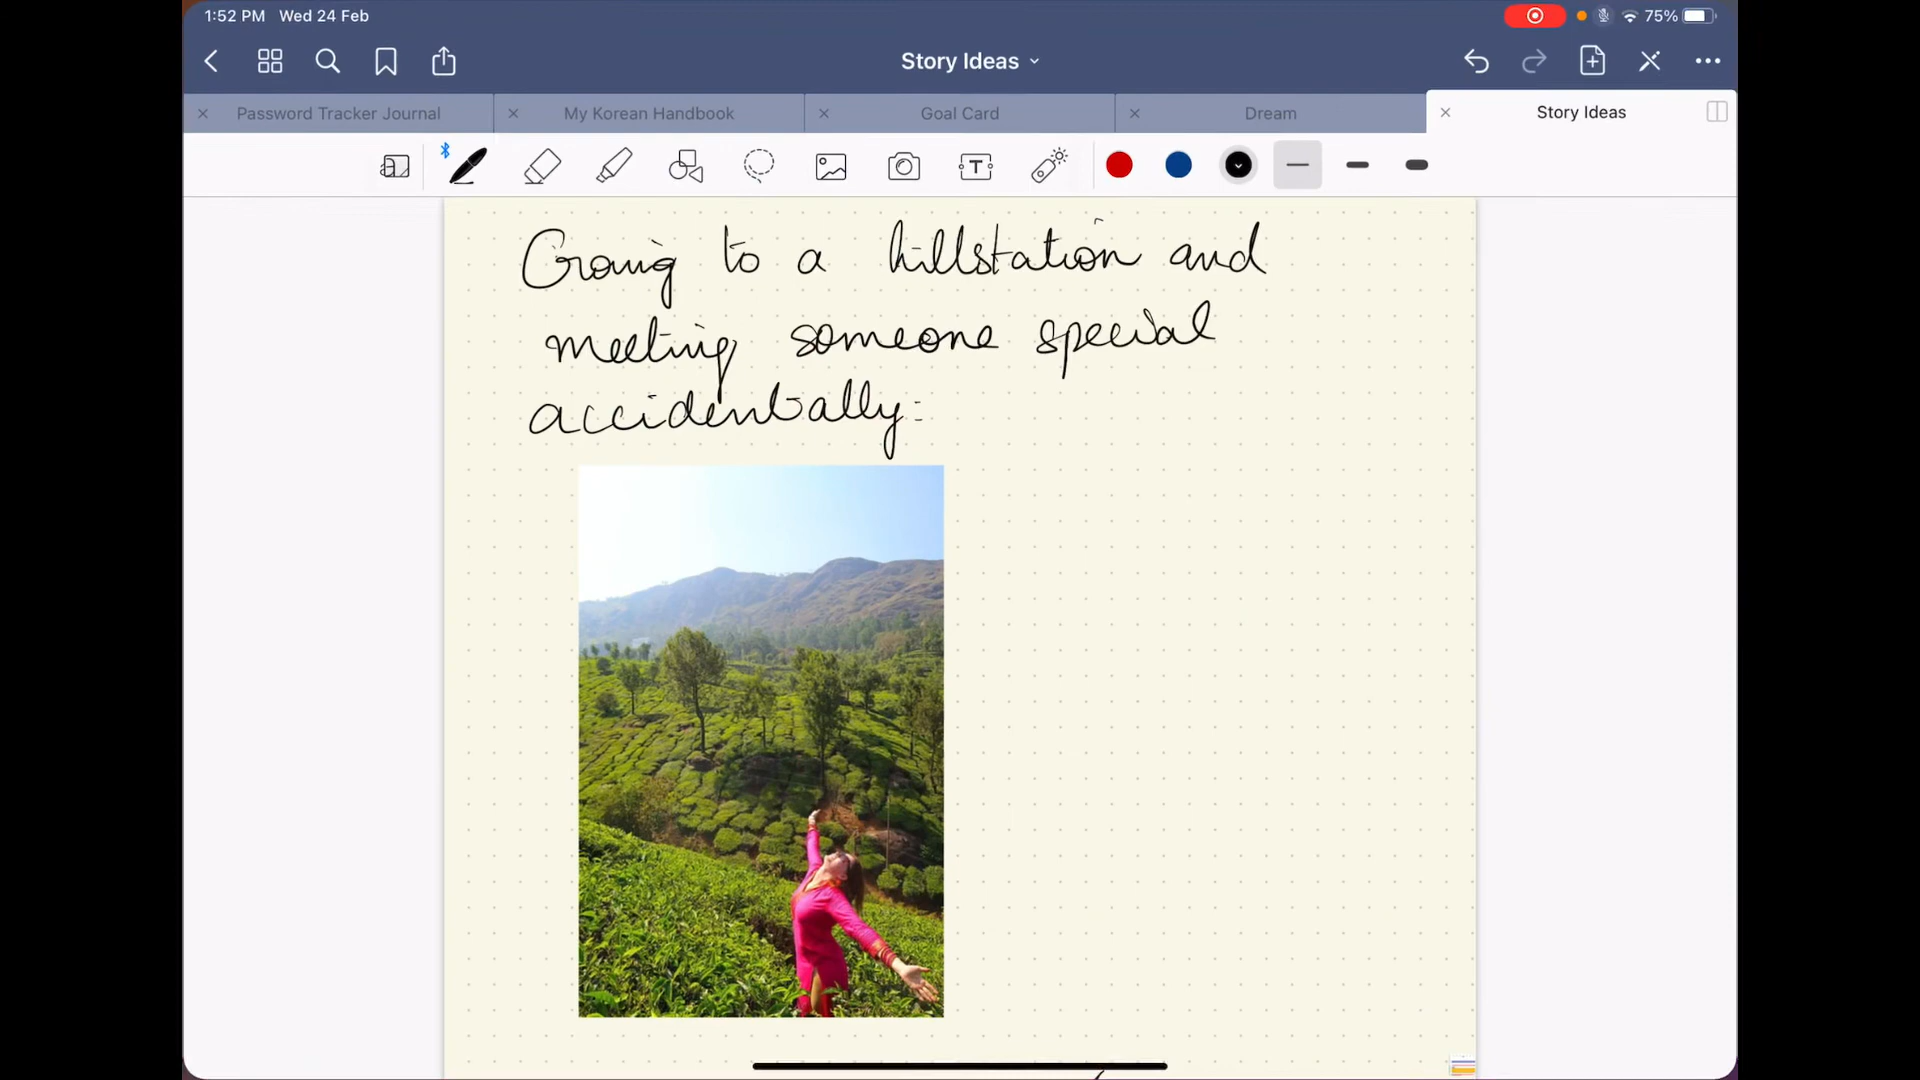 1:52 PM Wed 24 Feb 75%
Story Ideas
Password Tracker Journal My Korean Handbook Goal Card Dream Story Ideas
T
Going to a hillstation and
meeting someone special
accidentally: